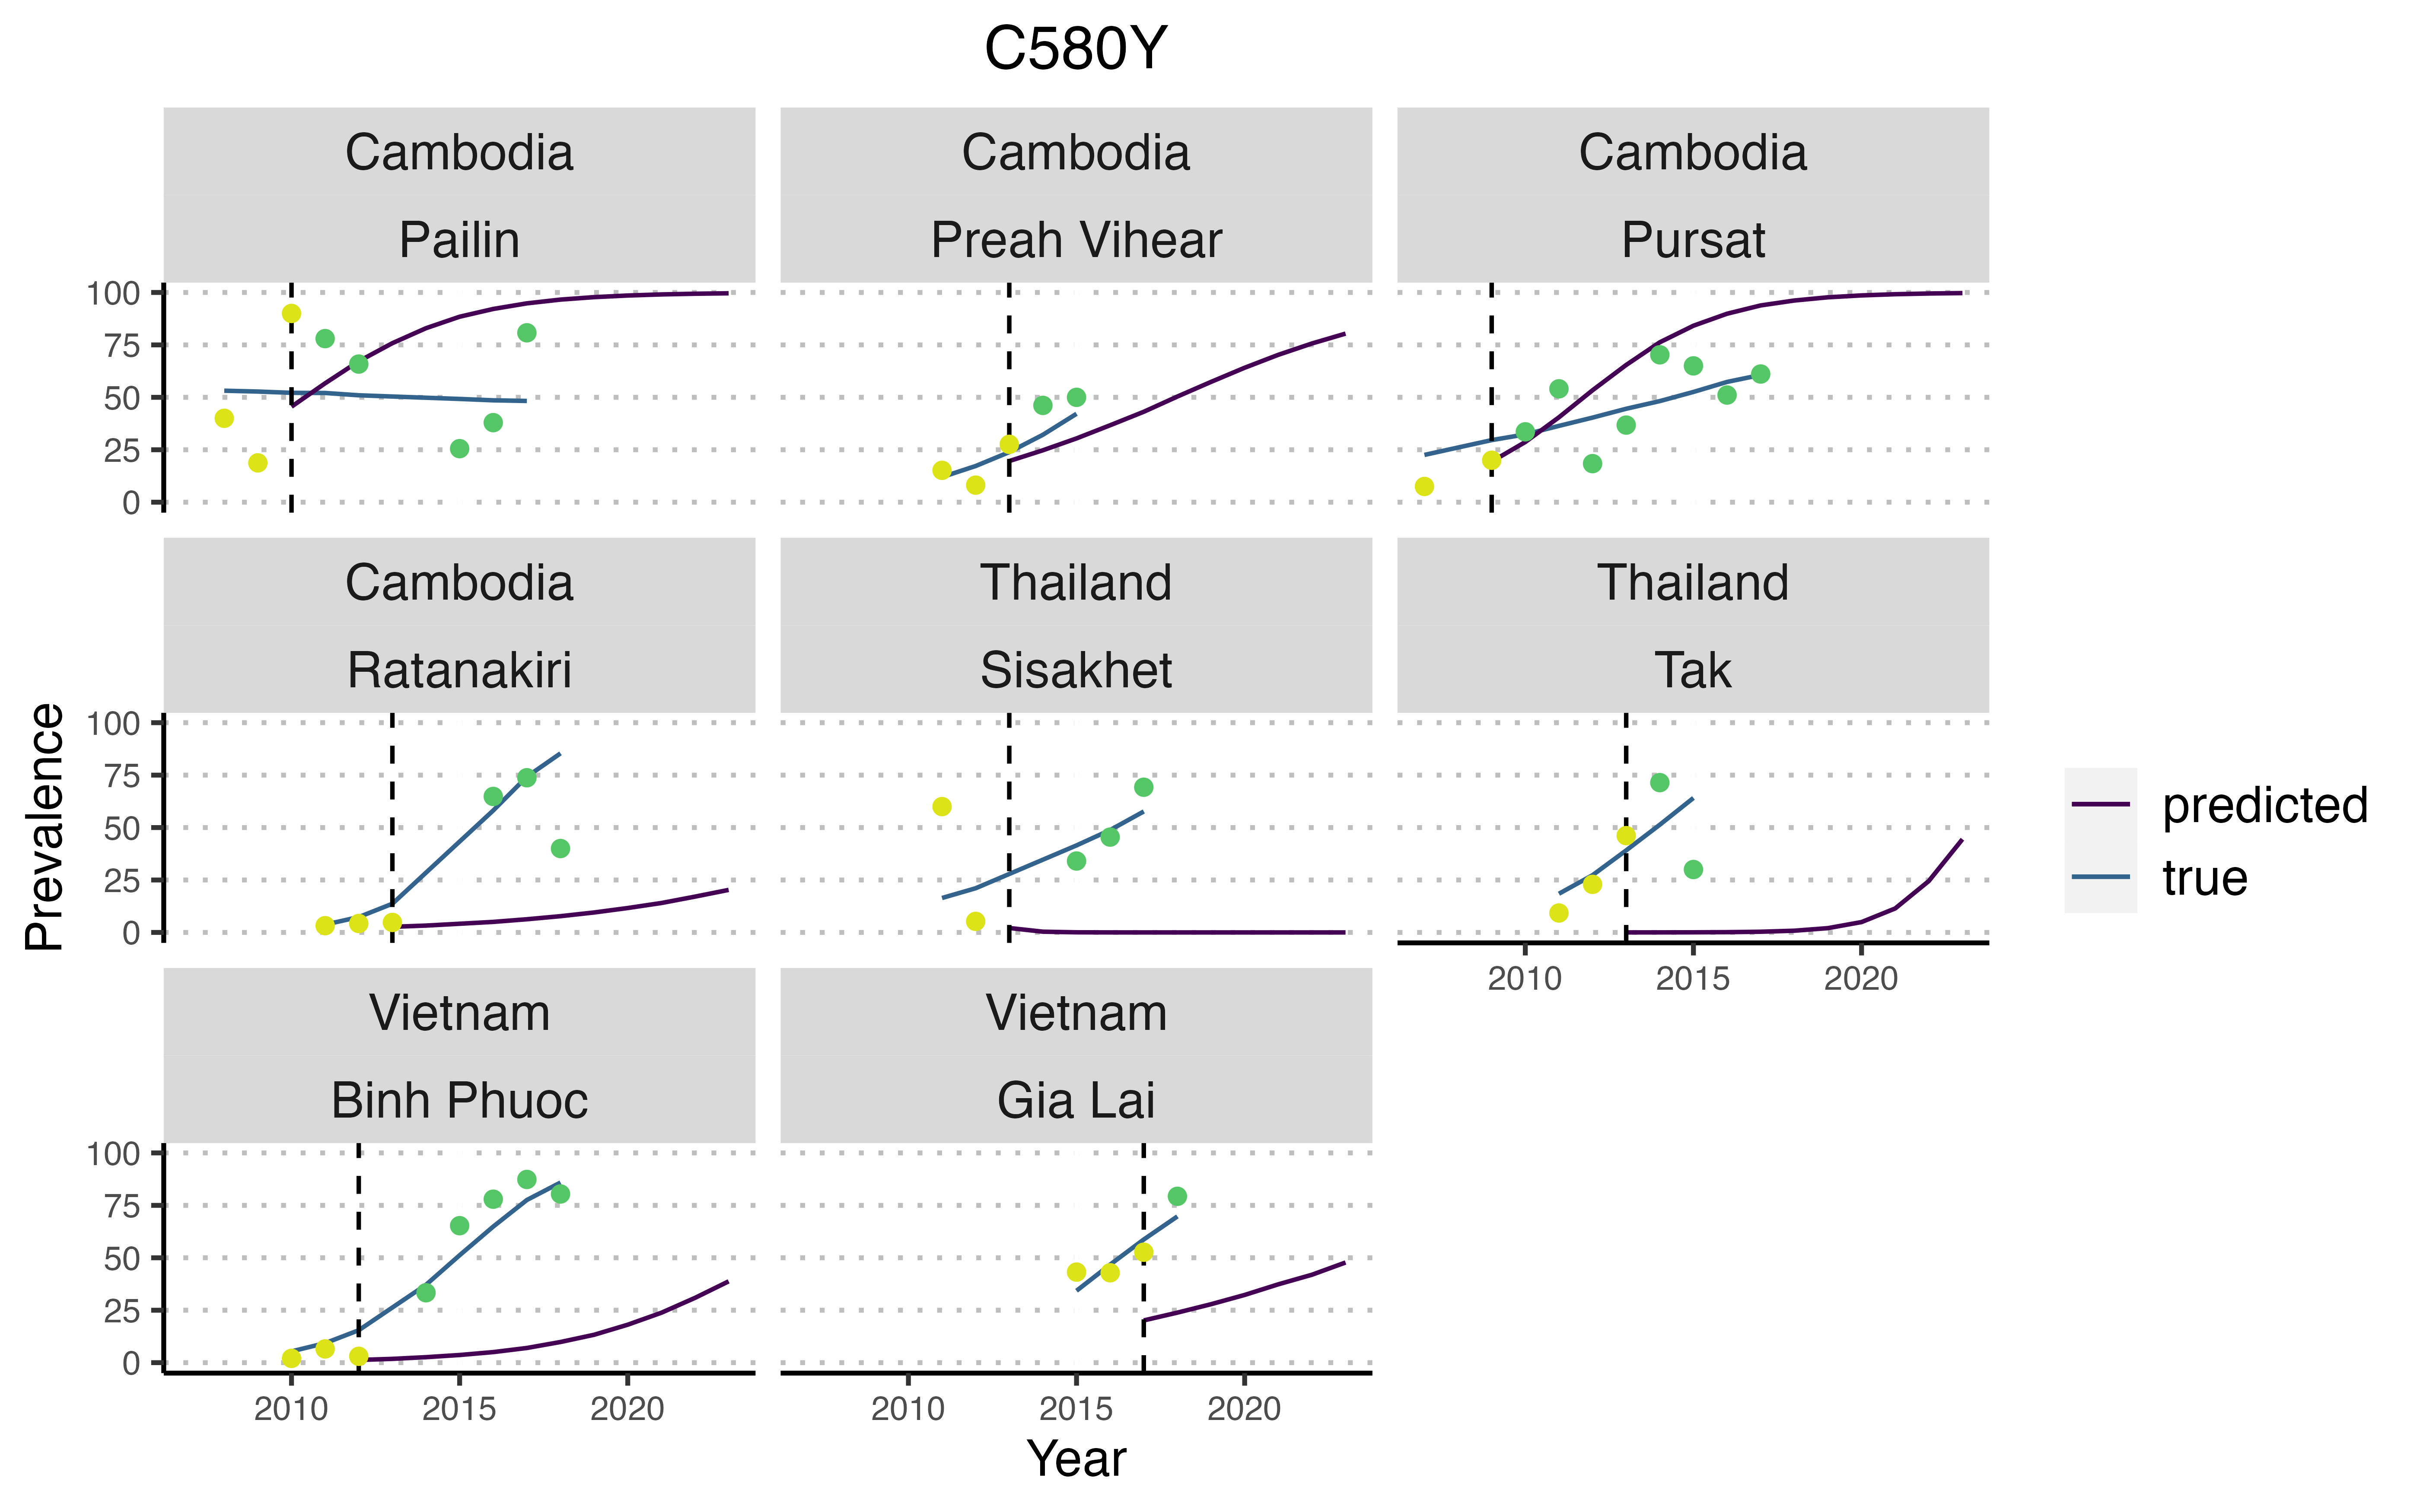 C580Y
Cambodia Cambodia Cambodia
Pailin Preah Vihear Pursat
100
75
50
25
0
Cambodia Thailand Thailand
Ratanakiri Sisakhet Tak
100
75
50
25
0
2010 2015 2020
Vietnam Vietnam
Binh Phuoc Gia Lai
100
75
50
25
0
2010 2015 2020 2010 2015 2020
Year
Prevalence
predicted
true